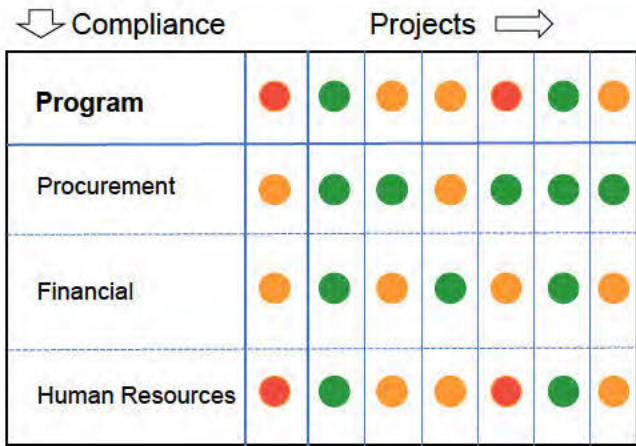 Compliance
Projects
Program
Procurement
Financial
Human Resources